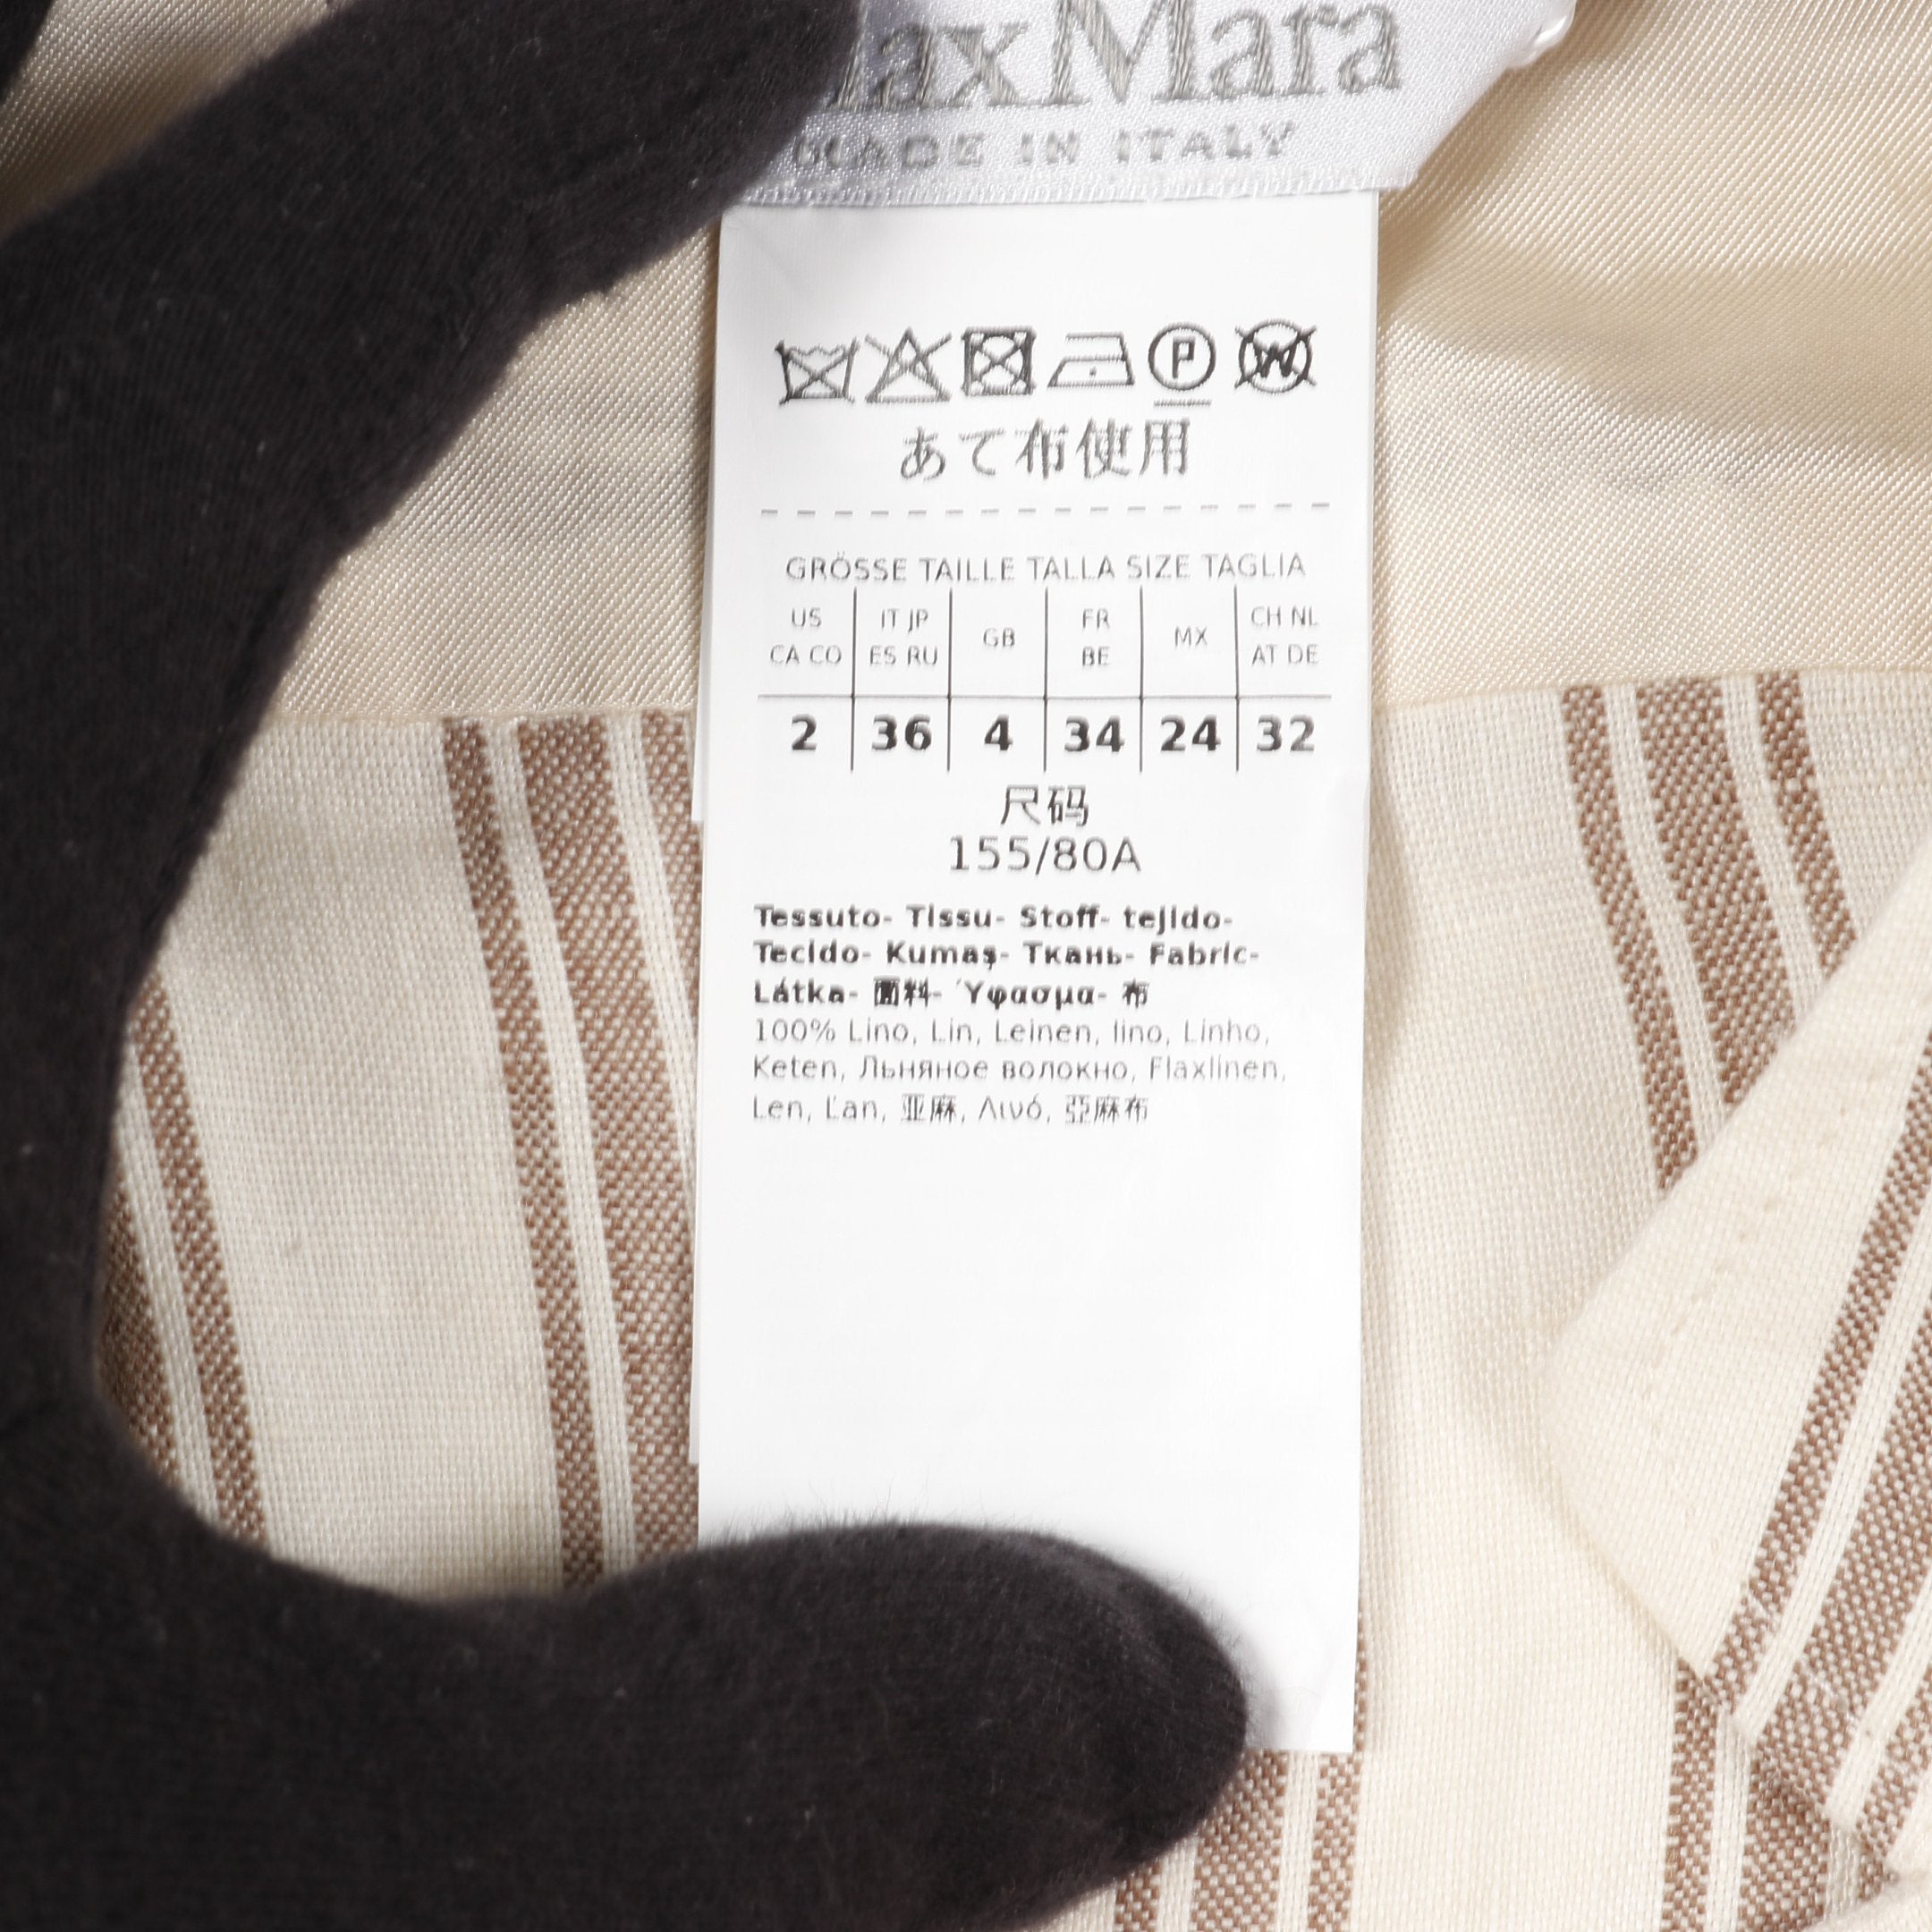 axMara
MADE IN ITALY
P W
あて布使用
GRÖSSE TAILLE TALLA SIZE TAGLIA
US CA CO | IT JP ES RU | GB | FR BE | MX | CH NL AT DE
2 | 36 | 4 | 34 | 24 | 32
尺码
155/80A
Tessuto- Tissu- Stoff- tejido-
Tecido- Kumaş- Ткань- Fabric-
Látka- 面料- Ύφασμα- 布
100% Lino, Lin, Leinen, lino, Linho,
Keten, Льняное волокно, Flaxlinen,
Len, Ľan, 亚麻, Λινό, 亞麻布